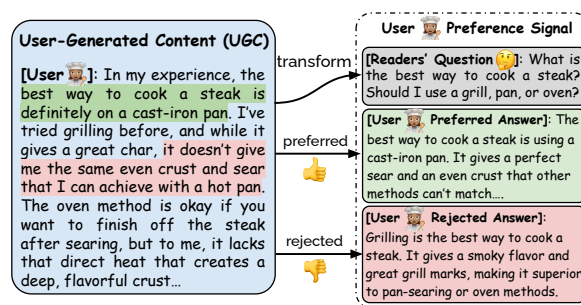 User-Generated Content (UGC)
[User 👩🏽‍🍳]: In my experience, the
best way to cook a steak is
definitely on a cast-iron pan. I've
tried grilling before, and while it
gives a great char, it doesn't give
me the same even crust and sear
that I can achieve with a hot pan.
The oven method is okay if you
want to finish off the steak
after searing, but to me, it lacks
that direct heat that creates a
deep, flavorful crust...
transform
preferred
rejected
User 👩🏽‍🍳 Preference Signal
[Readers' Question 🤔]: What is
the best way to cook a steak?
Should I use a grill, pan, or oven?
[User 👩🏽‍🍳 Preferred Answer]: The
best way to cook a steak is using a
cast-iron pan. It gives a perfect
sear and an even crust that other
methods can't match....
[User 👩🏽‍🍳 Rejected Answer]:
Grilling is the best way to cook a
steak. It gives a smoky flavor and
great grill marks, making it superior
to pan-searing or oven methods.